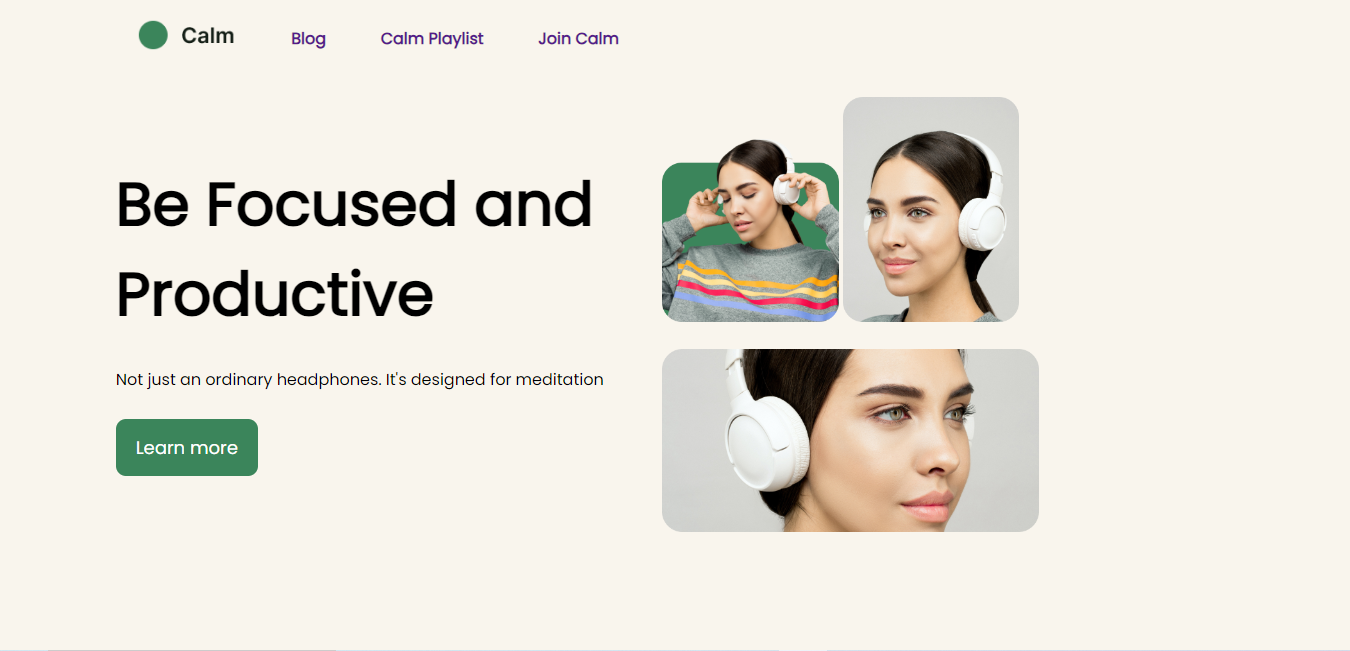 Calm
Blog
Calm Playlist
Join Calm
Be Focused and
Productive
Not just an ordinary headphones. It's designed for meditation
Learn more